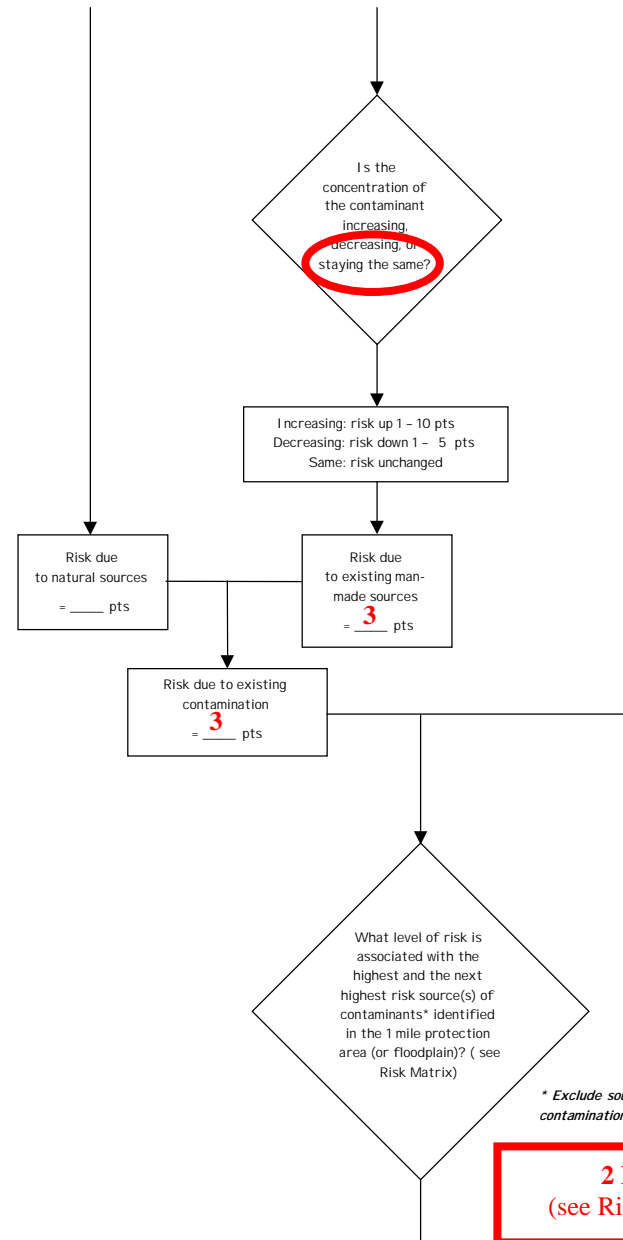 Is the
concentration of
the contaminant
increasing,
decreasing, or
staying the same?
Increasing: risk up 1 – 10 pts
Decreasing: risk down 1 – 5 pts
Same: risk unchanged
Risk due
to natural sources
= ____ pts
Risk due
to existing man-
made sources
= 3 pts
Risk due to existing
contamination
= 3 pts
What level of risk is
associated with the
highest and the next
highest risk source(s) of
contaminants* identified
in the 1 mile protection
area (or floodplain)? ( see
Risk Matrix)
* Exclude sou
contamination
2
(see Ri